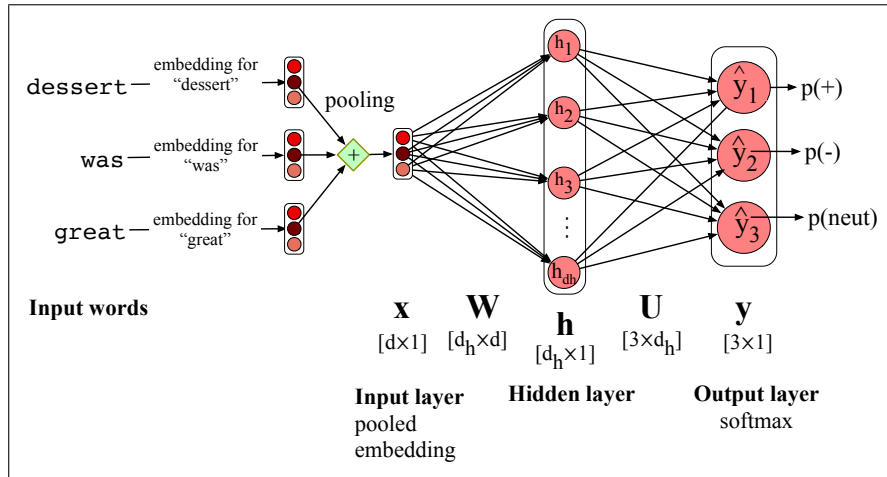 dessert
embedding for
“dessert”
pooling
was
embedding for
“was”
+
great
embedding for
“great”
h1
h2
h3
⋮
hdh
ŷ1
ŷ2
ŷ3
p(+)
p(-)
p(neut)
Input words
x
[d×1]
W
[dh×d]
h
[dh×1]
U
[3×dh]
y
[3×1]
Input layer
pooled
embedding
Hidden layer
Output layer
softmax